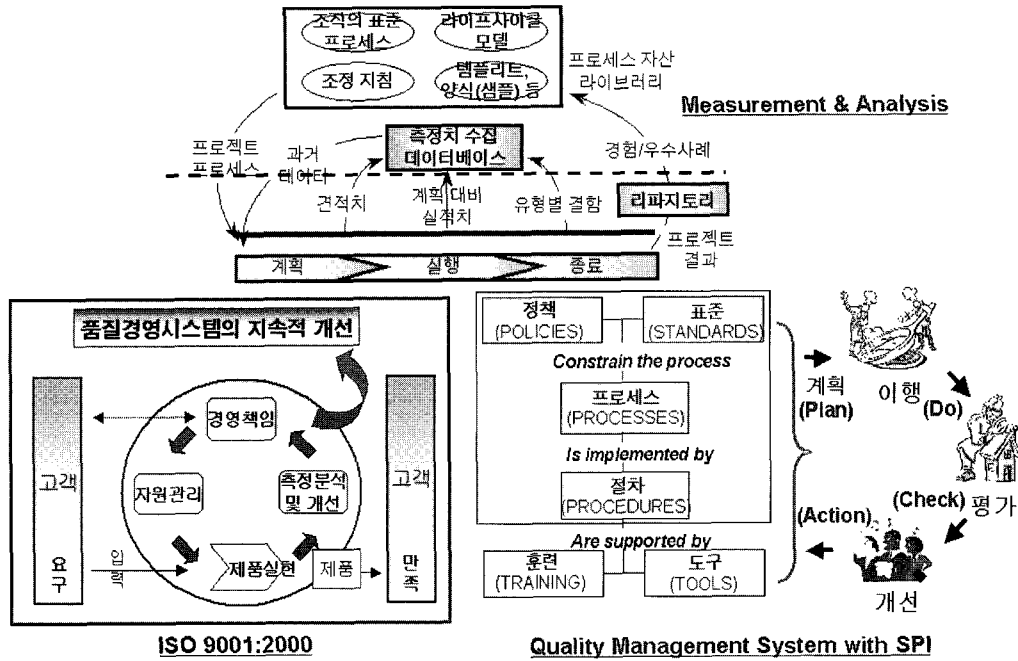 조직의 표준
프로세스
라이프사이클
모델
조정 지침
템플리트,
양식(샘플) 등
프로세스 자산
라이브러리
Measurement & Analysis
프로젝트
프로세스
과거
데이터
측정치 수집
데이터베이스
경험/우수사례
견적치
계획 대비
실적치
유형별 결함
리파지토리
프로젝트
결과
계획
실행
종료
품질경영시스템의 지속적 개선
고객
요구
입력
경영책임
자원관리
측정분석
및 개선
제품실현
제품
고객
만족
ISO 9001:2000
정책
(POLICIES)
표준
(STANDARDS)
Constrain the process
프로세스
(PROCESSES)
Is implemented by
절차
(PROCEDURES)
Are supported by
훈련
(TRAINING)
도구
(TOOLS)
계획
(Plan)
이행
(Do)
평가
(Check)
(Action)
개선
Quality Management System with SPI